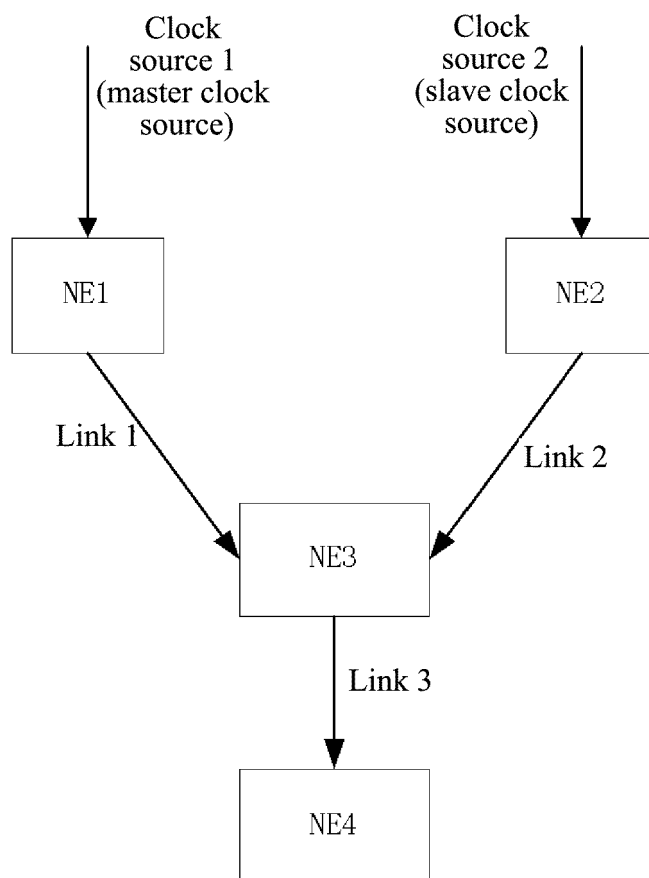 Clock
source 1
(master clock
source)
Clock
source 2
(slave clock
source)
NE1
NE2
Link 1
Link 2
NE3
Link 3
NE4